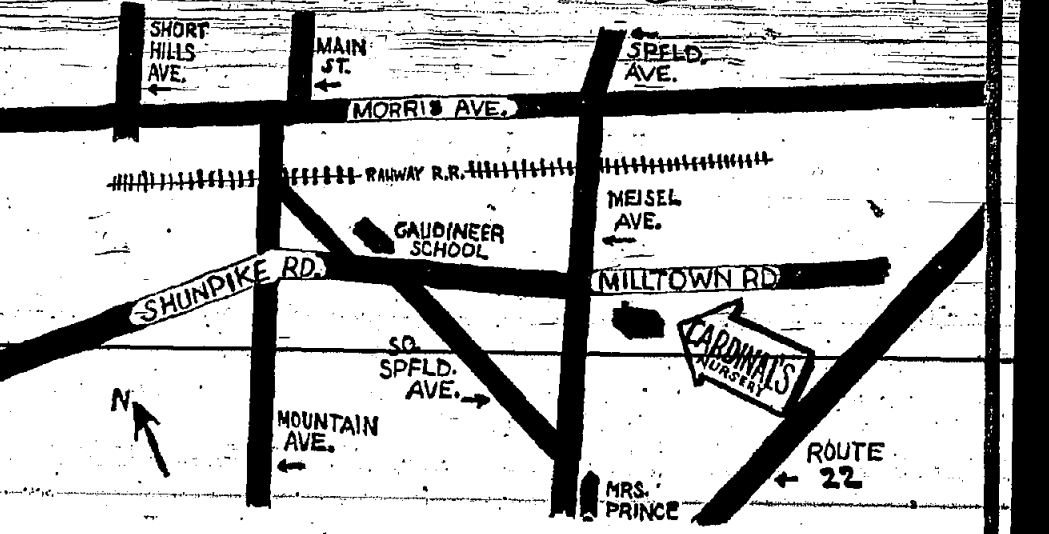 SHORT
HILLS
AVE.
MAIN
ST.
SPFLD.
AVE.
MORRIS AVE.
RAHWAY R.R.
MEISEL
AVE.
GAUDINEER
SCHOOL
SHUNPIKE RD.
MILLTOWN RD
CARDINAL'S
NURSERY
SO.
SPFLD.
AVE.
N
MOUNTAIN
AVE.
ROUTE
22
MRS.
PRINCE